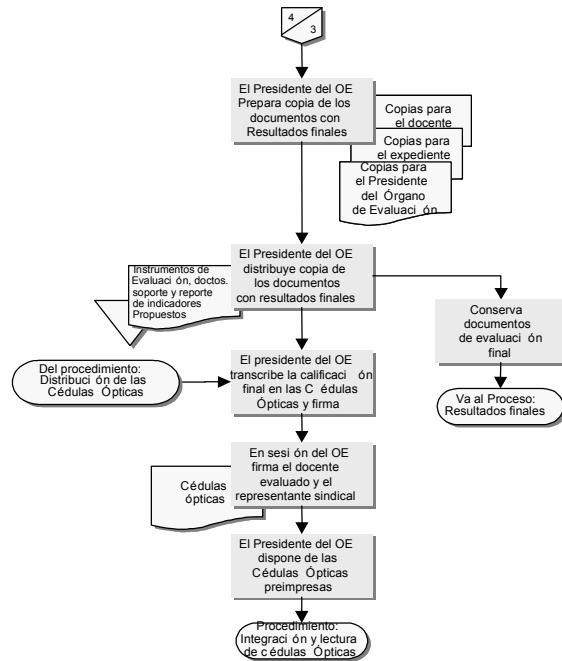 4
3
El Presidente del OE
Prepara copia de los
documentos con
Resultados finales
Copias para
el docente
Copias para
el expediente
Copias para
el Presidente
del Órgano
de Evaluaci ón
El Presidente del OE
distribuye copia de
los documentos
con resultados finales
Instrumentos de
Evaluaci ón, doctos.
soporte y reporte
de indicadores
Propuestos
Conserva
documentos
de evaluaci ón
final
Va al Proceso:
Resultados finales
Del procedimiento:
Distribuci ón de las
Cédulas Ópticas
El presidente del OE
transcribe la calificaci ón
final en las C édulas
Ópticas y firma
En sesi ón del OE
firma el docente
evaluado y el
representante sindical
Cédulas
ópticas
El Presidente del OE
dispone de las
Cédulas Ópticas
preimpresas
Procedimiento:
Integraci ón y lectura
de c édulas Ópticas